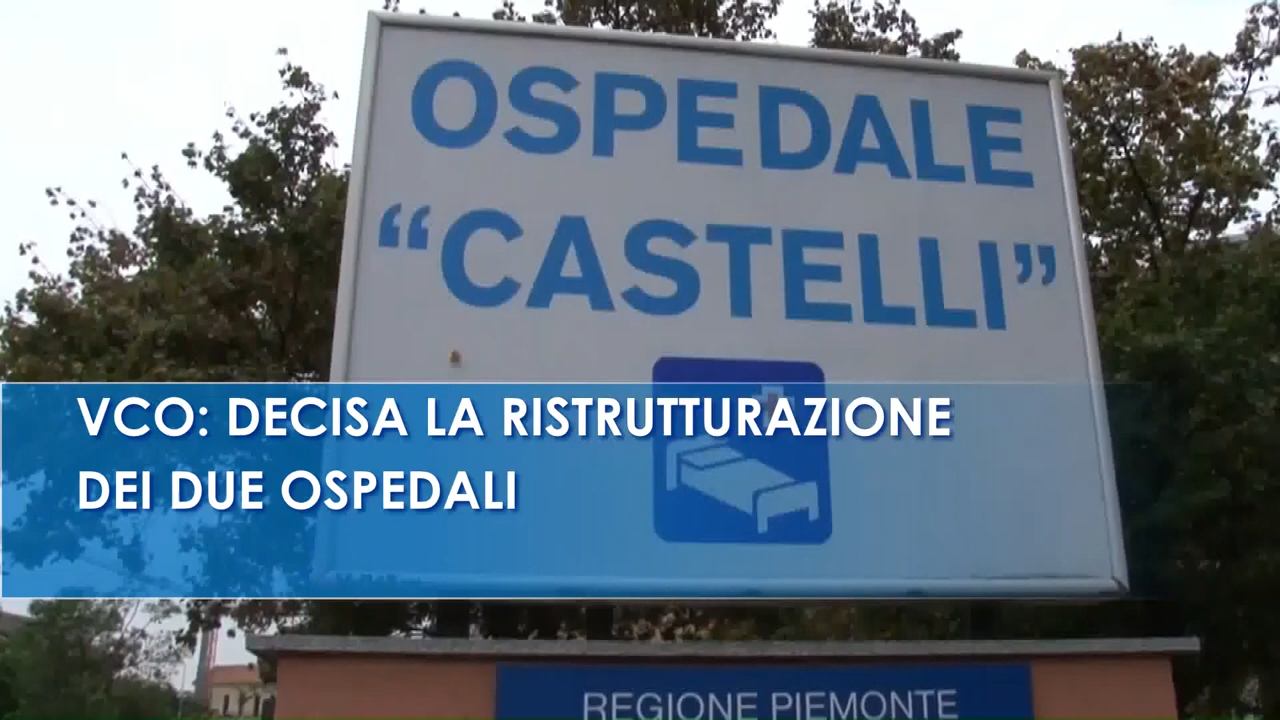 OSPEDALE
“CASTELLI”
VCO: DECISA LA RISTRUTTURAZIONE
DEI DUE OSPEDALI
REGIONE PIEMONTE